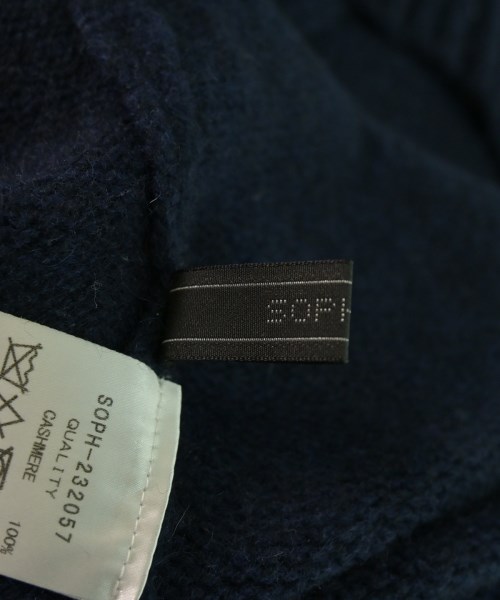 SOPH
SOPH-232057
QUALITY
CASHMERE 100%